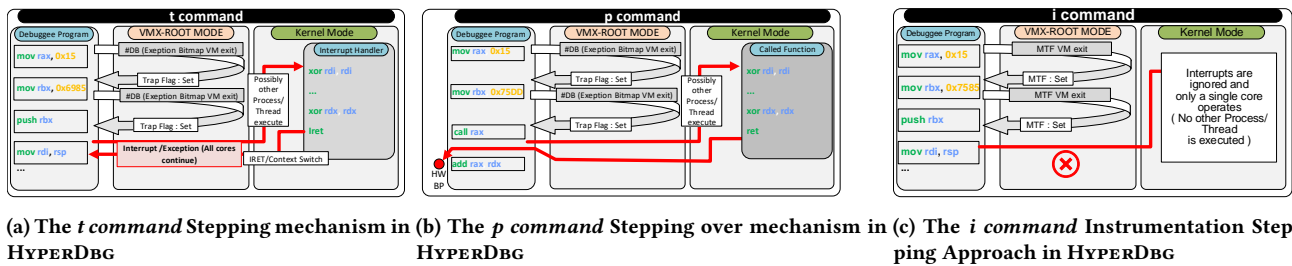 t command
Debuggee Program
VMX-ROOT MODE
Kernel Mode
mov rax, 0x15
#DB (Exeption Bitmap VM exit)
Interrupt Handler
Trap Flag : Set
xor rdi, rdi
mov rbx, 0x6985
#DB (Exeption Bitmap VM exit)
Possibly
other
Process/
Thread
execute
...
xor rdx, rdx
push rbx
Trap Flag : Set
Iret
mov rdi, rsp
Interrupt /Exception (All cores
continue)
IRET/Context Switch
...
(a) The t command Stepping mechanism in
HYPERDBG
p command
Debuggee Program
VMX-ROOT MODE
Kernel Mode
mov rax 0x15
#DB (Exeption Bitmap VM exit)
Called Function
Trap Flag : Set
xor rdi, rdi
mov rbx 0x75DD
#DB (Exeption Bitmap VM exit)
Possibly
other
Process/
Thread
execute
...
xor rdx, rdx
call rax
Trap Flag : Set
ret
HW
BP
add rax rdx
...
(b) The p command Stepping over mechanism in
HYPERDBG
i command
Debuggee Program
VMX-ROOT MODE
Kernel Mode
mov rax, 0x15
MTF VM exit
MTF : Set
mov rbx, 0x7585
MTF VM exit
Interrupts are
ignored and
only a single core
operates
( No other Process/
Thread
is executed )
push rbx
MTF : Set
mov rdi, rsp
...
(c) The i command Instrumentation Step
ping Approach in HYPERDBG